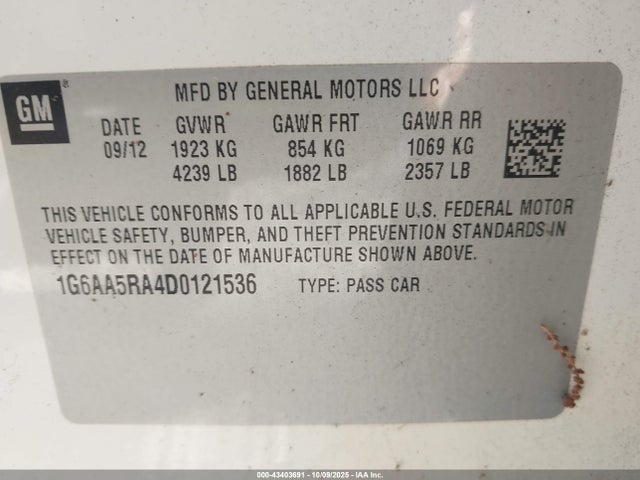 GM
MFD BY GENERAL MOTORS LLC
DATE GVWR GAWR FRT GAWR RR
09/12 1923 KG 854 KG 1069 KG
4239 LB 1882 LB 2357 LB
THIS VEHICLE CONFORMS TO ALL APPLICABLE U.S. FEDERAL MOTOR
VEHICLE SAFETY, BUMPER, AND THEFT PREVENTION STANDARDS IN
EFFECT ON THE DATE OF MANUFACTURE SHOWN ABOVE.
1G6AA5RA4D0121536 TYPE: PASS CAR
000-43403691 - 10/09/2025 - IAA Inc.